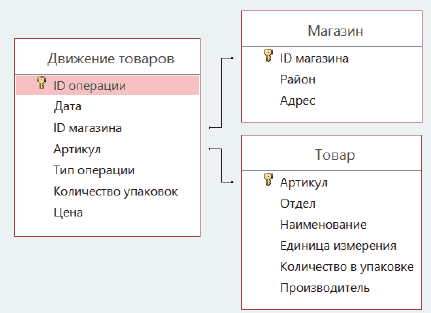 Движение товаров
ID операции
Дата
ID магазина
Артикул
Тип операции
Количество упаковок
Цена
Магазин
ID магазина
Район
Адрес
Товар
Артикул
Отдел
Наименование
Единица измерения
Количество в упаковке
Производитель